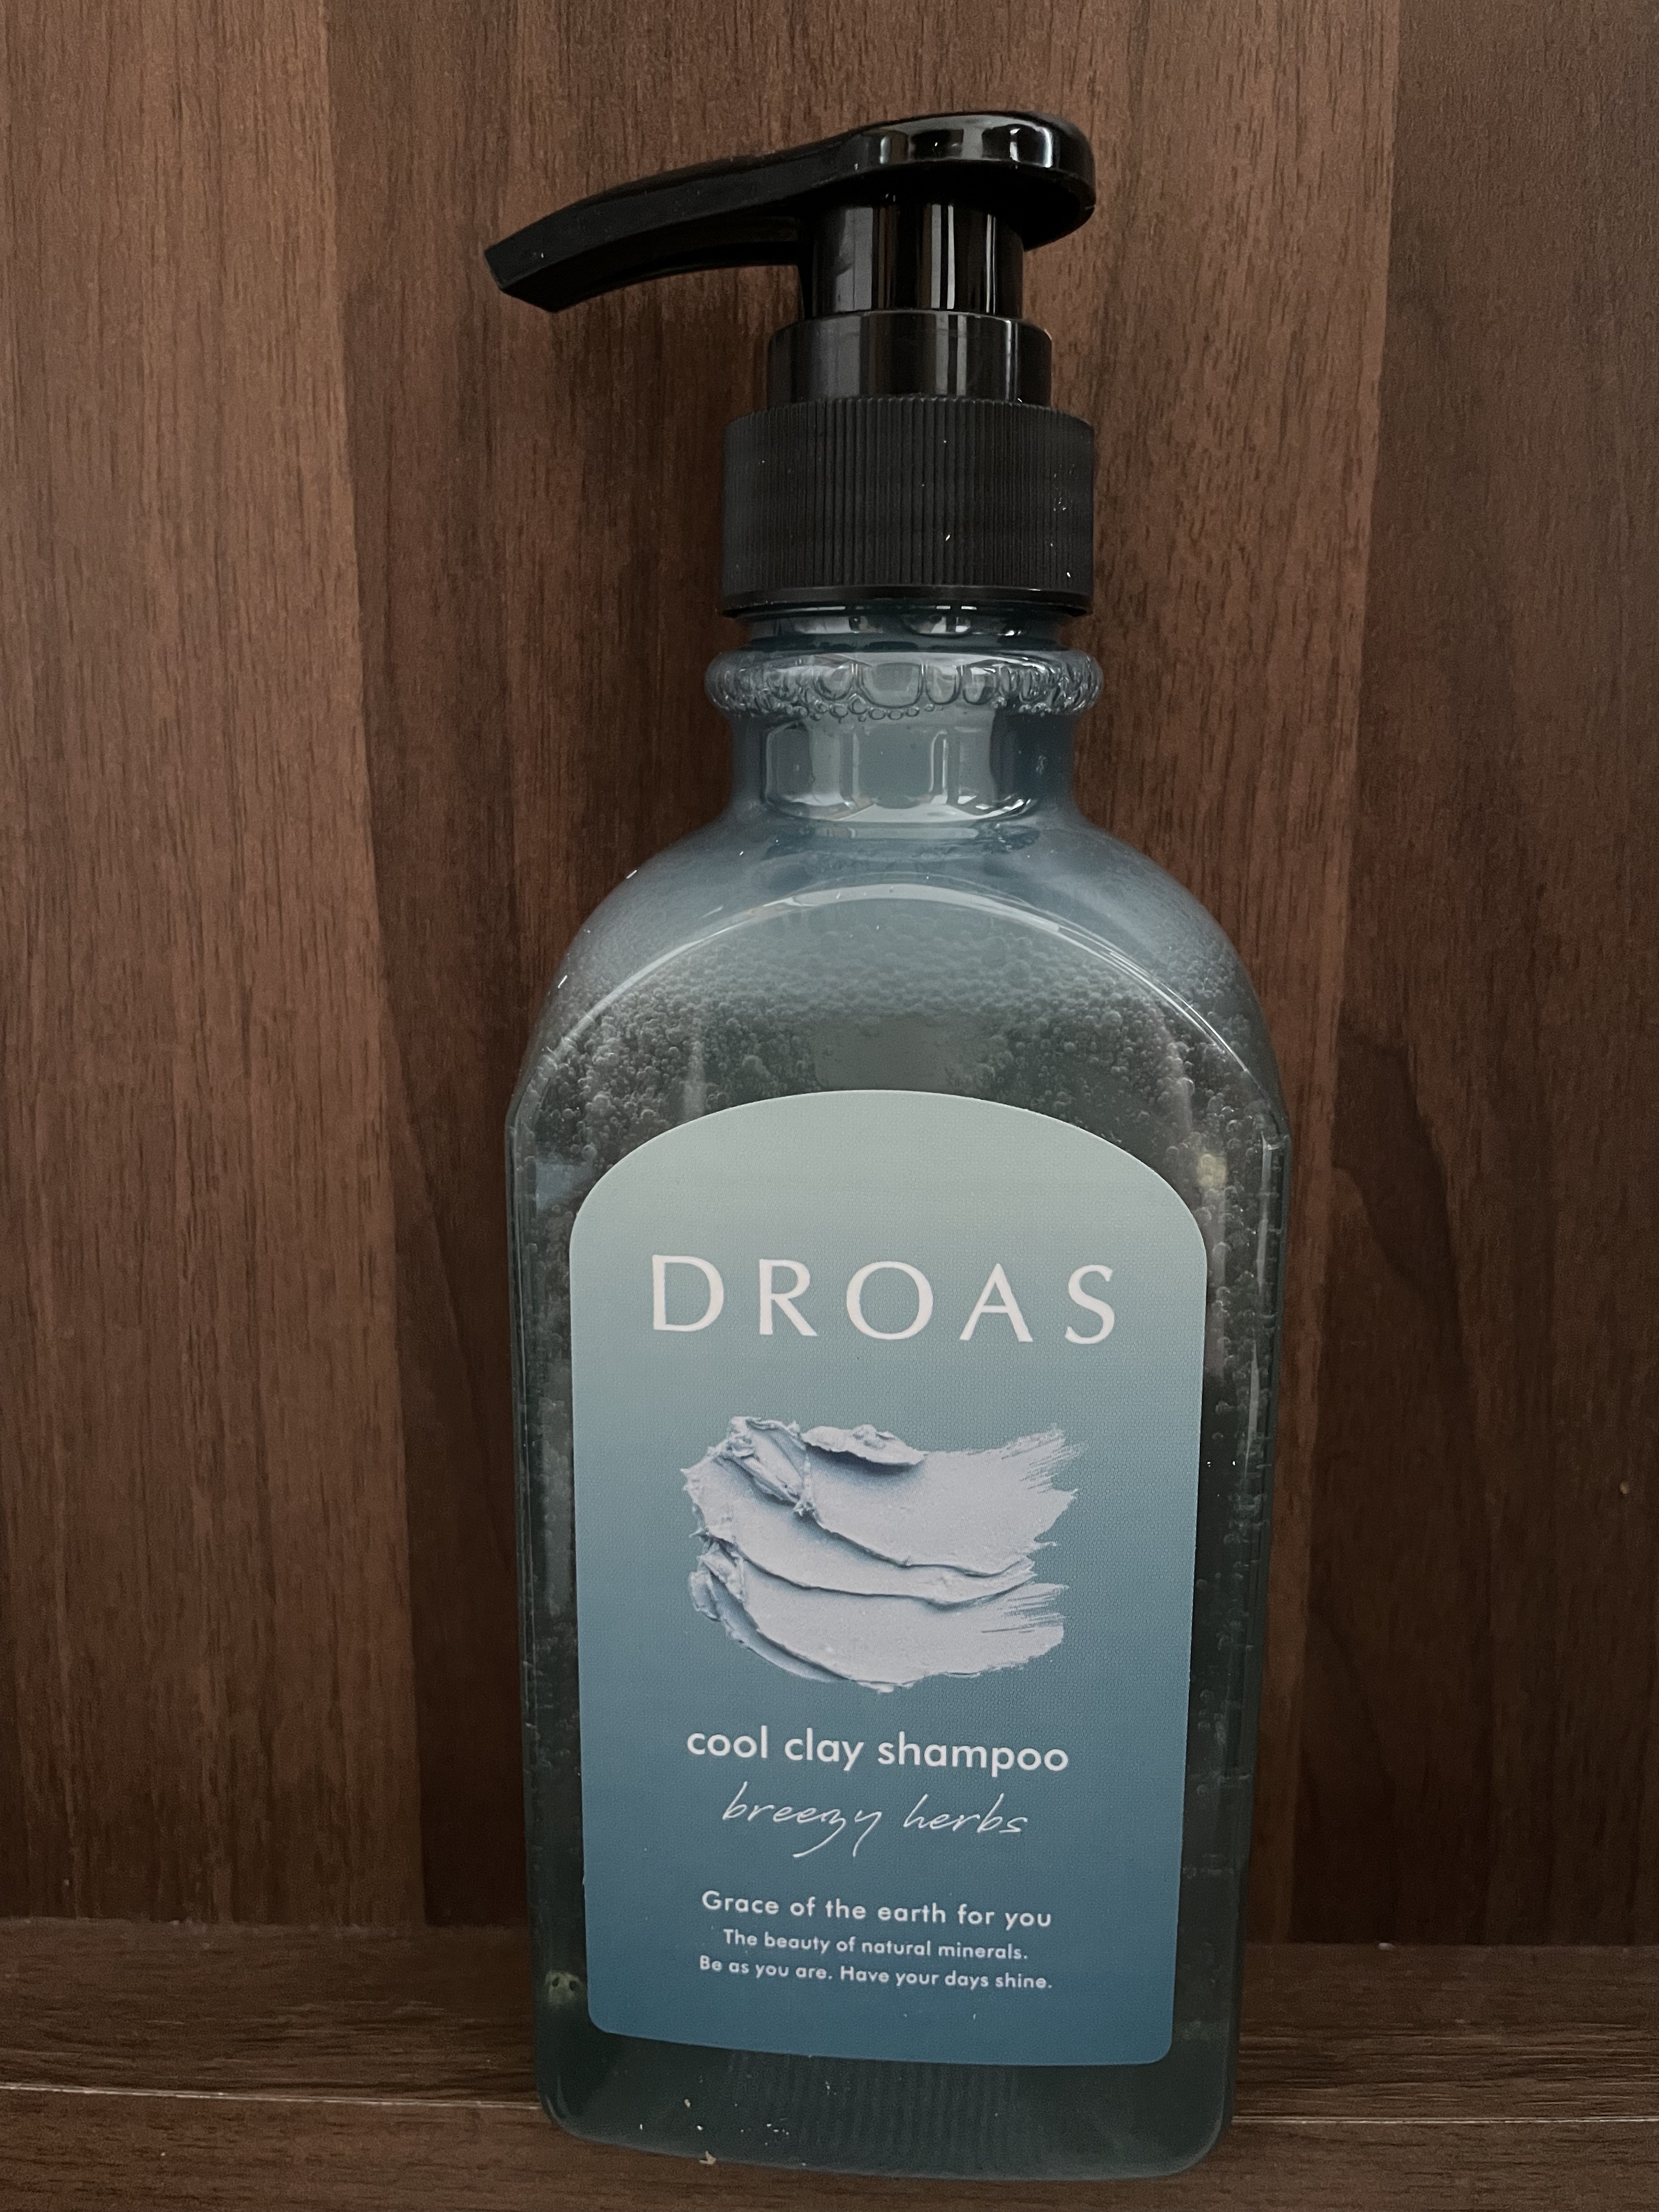 DROAS
cool clay shampoo
breezy herbs
Grace of the earth for you
The beauty of natural minerals.
Be as you are. Have your days shine.